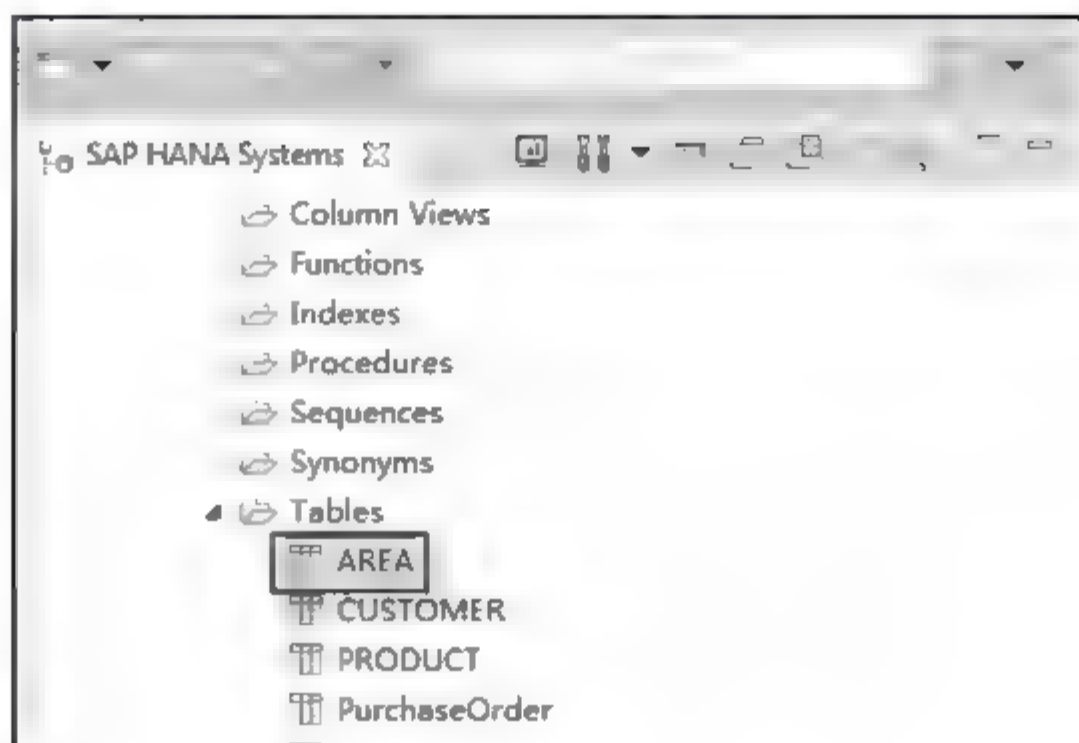 SAP HANA Systems
Column Views
Functions
Indexes
Procedures
Sequences
Synonyms
Tables
AREA
CUSTOMER
PRODUCT
PurchaseOrder